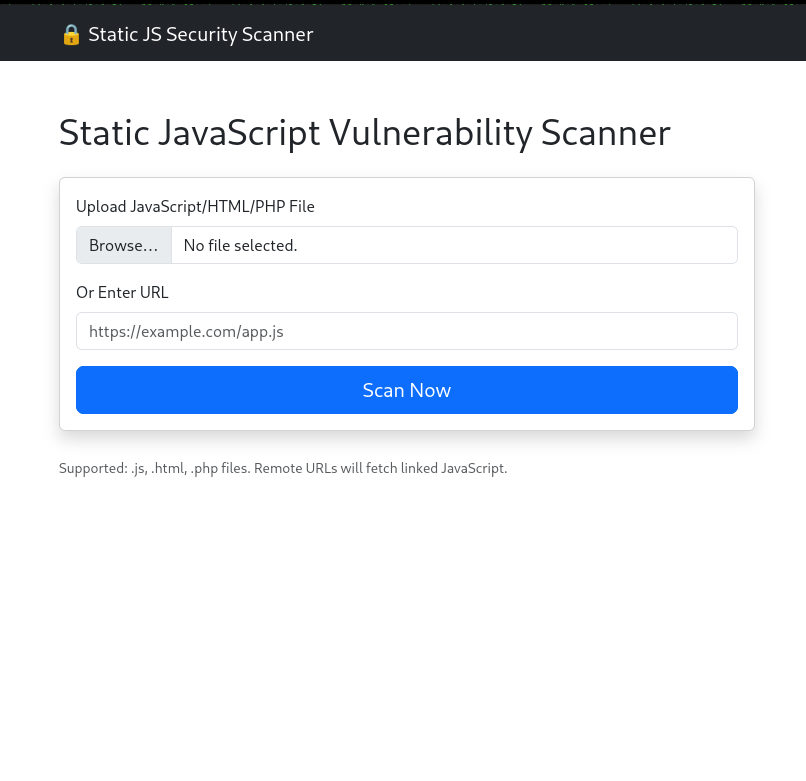 🔒 Static JS Security Scanner
Static JavaScript Vulnerability Scanner
Upload JavaScript/HTML/PHP File
Browse... No file selected.
Or Enter URL
https://example.com/app.js
Scan Now
Supported: .js, .html, .php files. Remote URLs will fetch linked JavaScript.